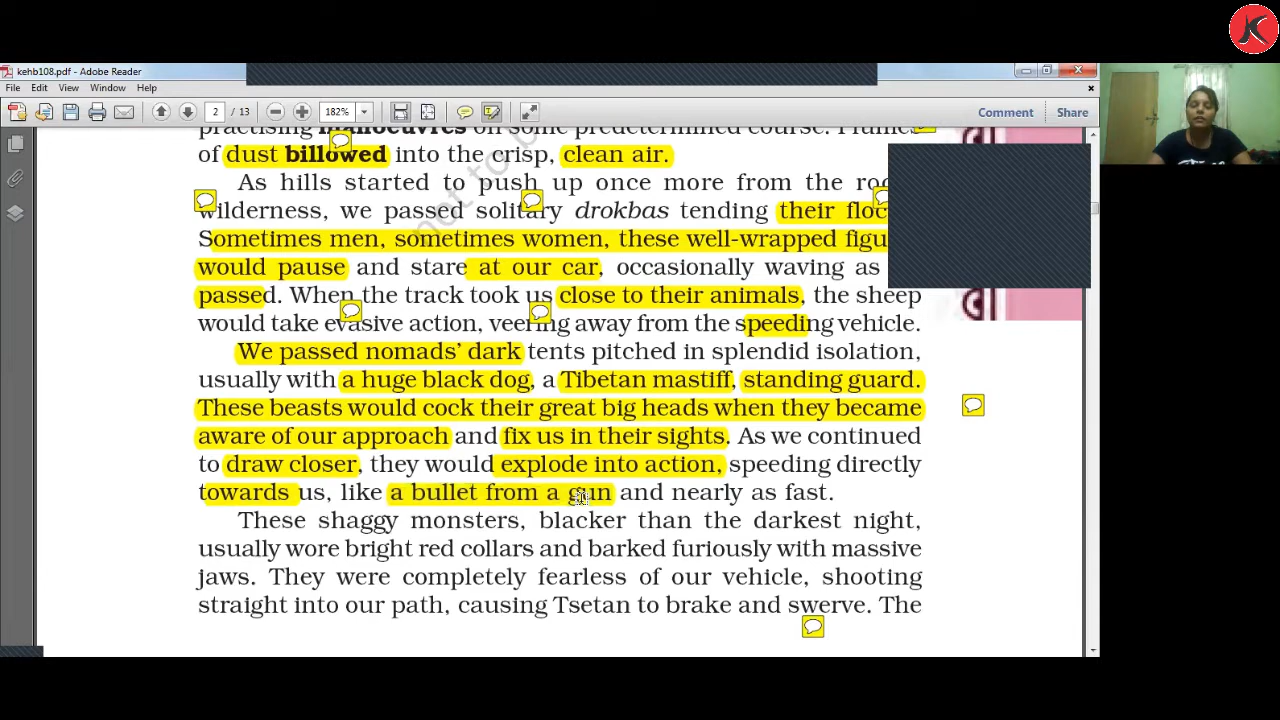 K
kehb108.pdf - Adobe Reader
File Edit View Window Help
2 / 13 182% Comment Share
practising manoeuvres on some predetermined course.
of dust billowed into the crisp, clean air.
not to b
As hills started to push up once more from the
wilderness, we passed solitary drokbas tending their
Sometimes men, sometimes women, these well-wrapped
would pause and stare at our car, occasionally waving as
passed. When the track took us close to their animals, the sheep
would take evasive action, veering away from the speeding vehicle.
We passed nomads' dark tents pitched in splendid isolation,
usually with a huge black dog, a Tibetan mastiff, standing guard.
These beasts would cock their great big heads when they became
aware of our approach and fix us in their sights. As we continued
to draw closer, they would explode into action, speeding directly
towards us, like a bullet from a gun and nearly as fast.
These shaggy monsters, blacker than the darkest night,
usually wore bright red collars and barked furiously with massive
jaws. They were completely fearless of our vehicle, shooting
straight into our path, causing Tsetan to brake and swerve. The